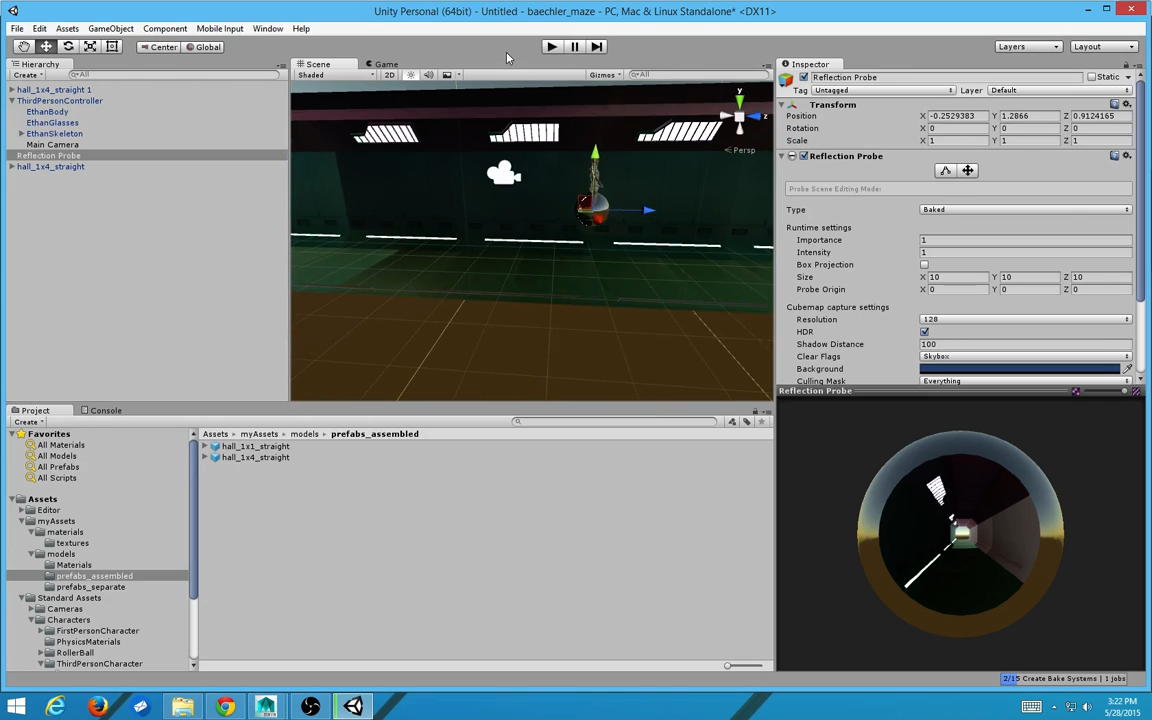 Unity Personal (64bit) - Untitled - baechler_maze - PC, Mac & Linux Standalone* <DX11>
File Edit Assets GameObject Component Mobile Input Window Help
Center Global Layers Layout
Hierarchy Scene Game Inspector
Create All Shaded 2D Gizmos All Reflection Probe Static
Tag Untagged Layer Default
hall_1x4_straight 1
ThirdPersonController
EthanBody
EthanGlasses
EthanSkeleton
Main Camera
Reflection Probe
hall_1x4_straight
y
z
Persp
Transform
Position X -0.2529383 Y 1.2866 Z 0.9124165
Rotation X 0 Y 0 Z 0
Scale X 1 Y 1 Z 1
Reflection Probe
Probe Scene Editing Mode:
Type Baked
Runtime settings
Importance 1
Intensity 1
Box Projection
Size X 10 Y 10 Z 10
Probe Origin X 0 Y 0 Z 0
Cubemap capture settings
Resolution 128
HDR
Shadow Distance 100
Clear Flags Skybox
Background
Culling Mask Everything
Reflection Probe
Project Console
Create
Favorites
All Materials
All Models
All Prefabs
All Scripts
Assets
Editor
myAssets
materials
textures
models
Materials
prefabs_assembled
prefabs_separate
Standard Assets
Cameras
Characters
FirstPersonCharacter
PhysicsMaterials
RollerBall
ThirdPersonCharacter
Assets myAssets models prefabs_assembled
hall_1x1_straight
hall_1x4_straight
2/15 Create Bake Systems | 1 jobs
3:22 PM
5/28/2015